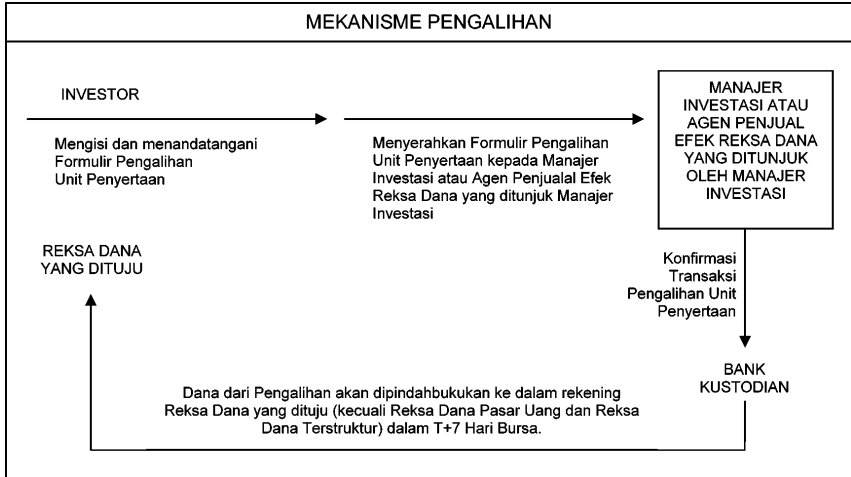 MEKANISME PENGALIHAN
INVESTOR
Mengisi dan menandatangani
Formulir Pengalihan
Unit Penyertaan
Menyerahkan Formulir Pengalihan
Unit Penyertaan kepada Manajer
Investasi atau Agen Penjualal Efek
Reksa Dana yang ditunjuk Manajer
Investasi
MANAJER
INVESTASI ATAU
AGEN PENJUAL
EFEK REKSA DANA
YANG DITUNJUK
OLEH MANAJER
INVESTASI
Konfirmasi
Transaksi
Pengalihan Unit
Penyertaan
BANK
KUSTODIAN
Dana dari Pengalihan akan dipindahbukukan ke dalam rekening
Reksa Dana yang dituju (kecuali Reksa Dana Pasar Uang dan Reksa
Dana Terstruktur) dalam T+7 Hari Bursa.
REKSA DANA
YANG DITUJU